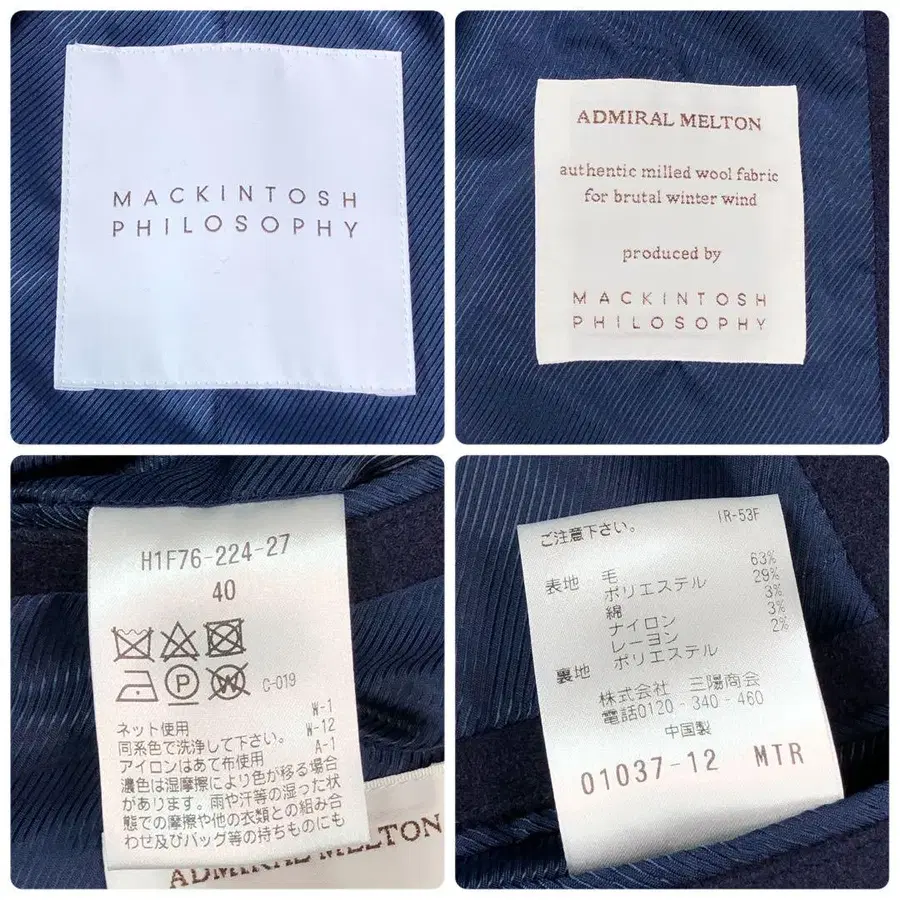 MACKINTOSH
PHILOSOPHY
ADMIRAL MELTON
authentic milled wool fabric
for brutal winter wind
produced by
MACKINTOSH
PHILOSOPHY
H1F76-224-27
40
P
W
C-019
W-1
ネット使用
W-12
同系色で洗浄して下さい。
A-1
アイロンはあて布使用
濃色は湿摩擦により色が移る場合
があります。雨や汗等の湿った状
態での摩擦や他の衣類との組み合
わせ及びバッグ等の持ちものにも
ADMIRAL MELTON
IR-53F
ご注意下さい。
表地 毛 63%
ポリエステル 29%
綿 3%
ナイロン 3%
レーヨン 2%
裏地 ポリエステル
株式会社 三陽商会
電話0120-340-460
中国製
01037-12 MTR